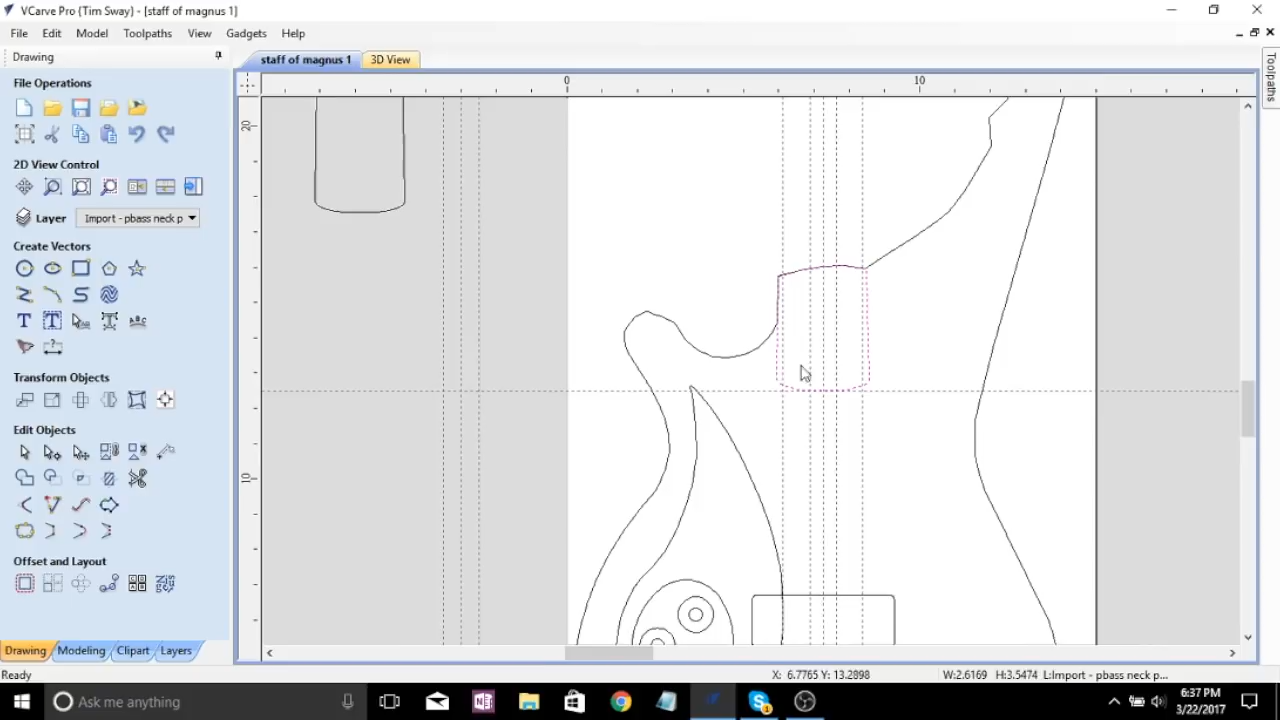 VCarve Pro (Tim Sway) - [staff of magnus 1]
File Edit Model Toolpaths View Gadgets Help
Drawing
staff of magnus 1
3D View
Toolpaths
File Operations
2D View Control
Layer
Import - pbass neck p
Create Vectors
Transform Objects
Edit Objects
Offset and Layout
Drawing Modeling Clipart Layers
0
10
20
10
Ready
X: 6.7765 Y: 13.2898
W:2.6169 H:3.5474 L:Import - pbass neck p...
Ask me anything
6:37 PM
3/22/2017